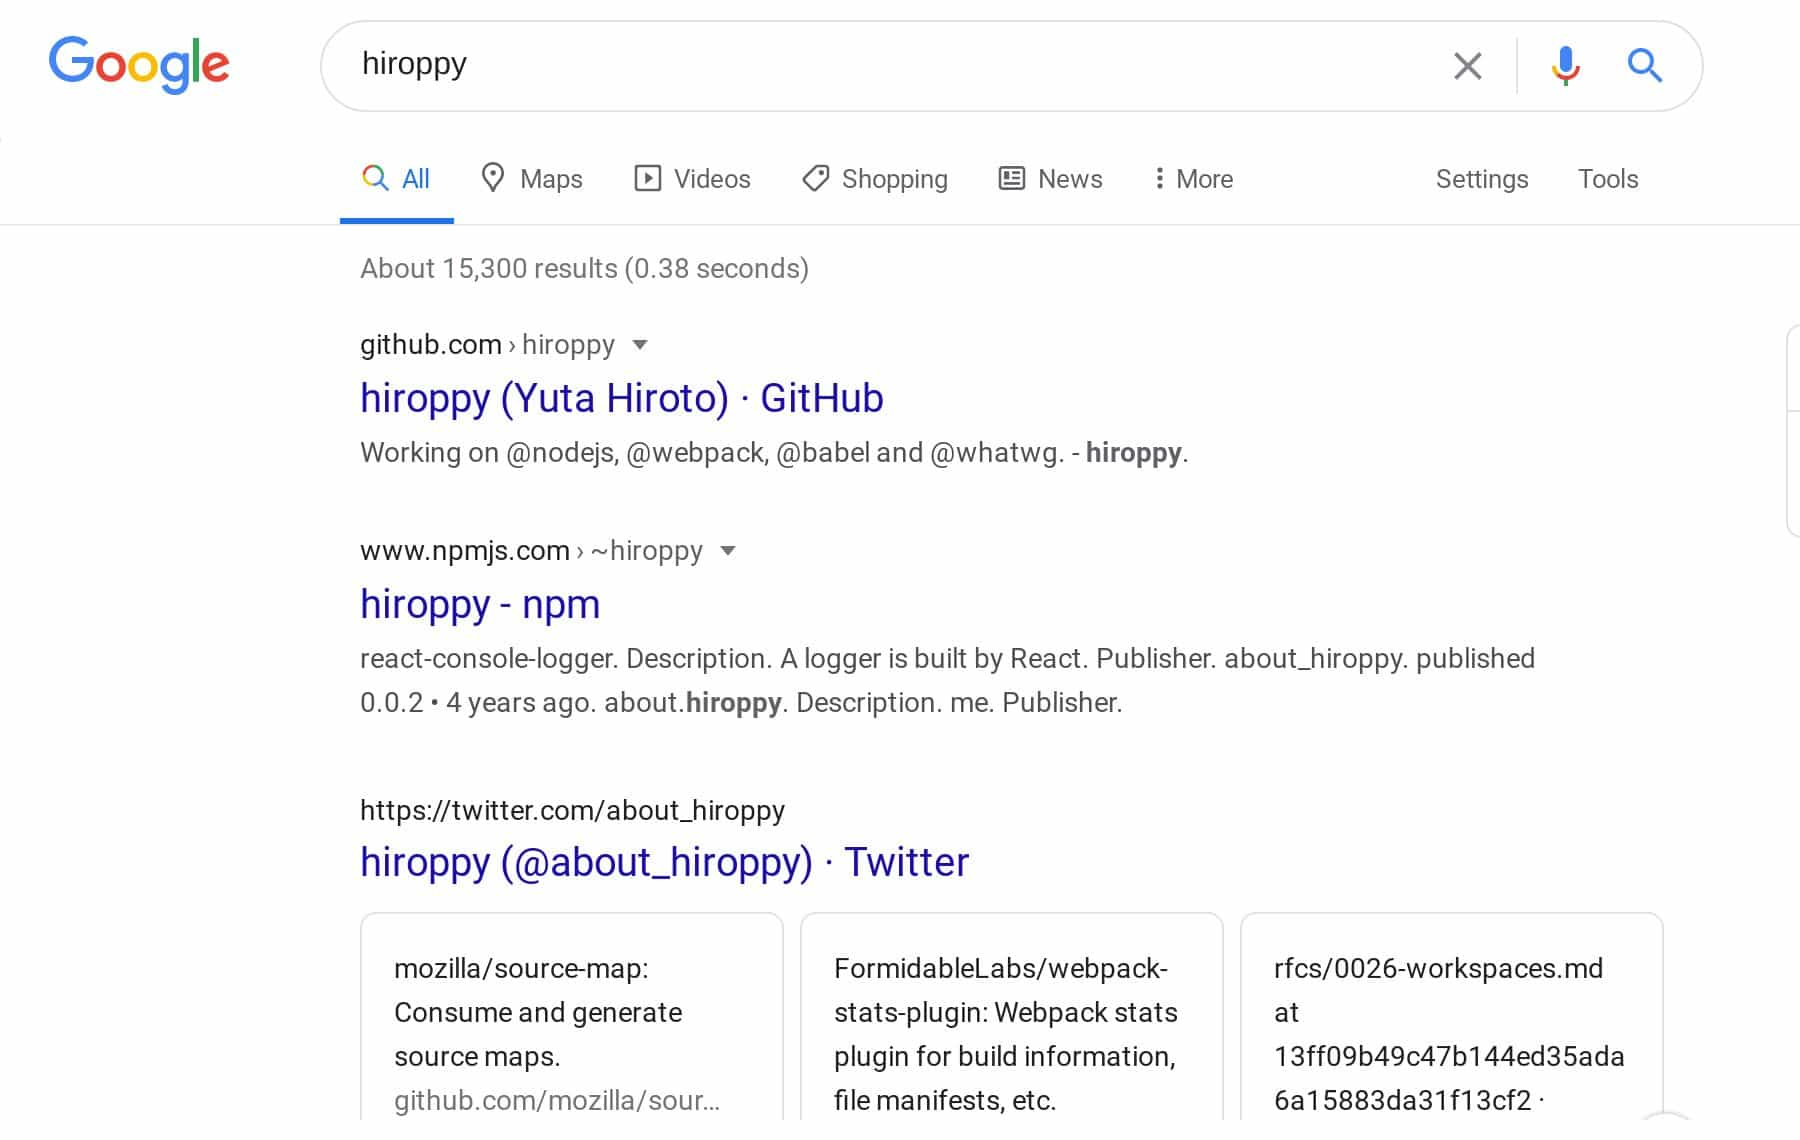 Google
hiroppy
All Maps Videos Shopping News More Settings Tools
About 15,300 results (0.38 seconds)
github.com › hiroppy
hiroppy (Yuta Hiroto) · GitHub
Working on @nodejs, @webpack, @babel and @whatwg. - hiroppy.
www.npmjs.com › ~hiroppy
hiroppy - npm
react-console-logger. Description. A logger is built by React. Publisher. about_hiroppy. published
0.0.2 • 4 years ago. about.hiroppy. Description. me. Publisher.
https://twitter.com/about_hiroppy
hiroppy (@about_hiroppy) · Twitter
mozilla/source-map:
Consume and generate
source maps.
github.com/mozilla/sour...
FormidableLabs/webpack-
stats-plugin: Webpack stats
plugin for build information,
file manifests, etc.
rfcs/0026-workspaces.md
at
13ff09b49c47b144ed35ada
6a15883da31f13cf2 ·